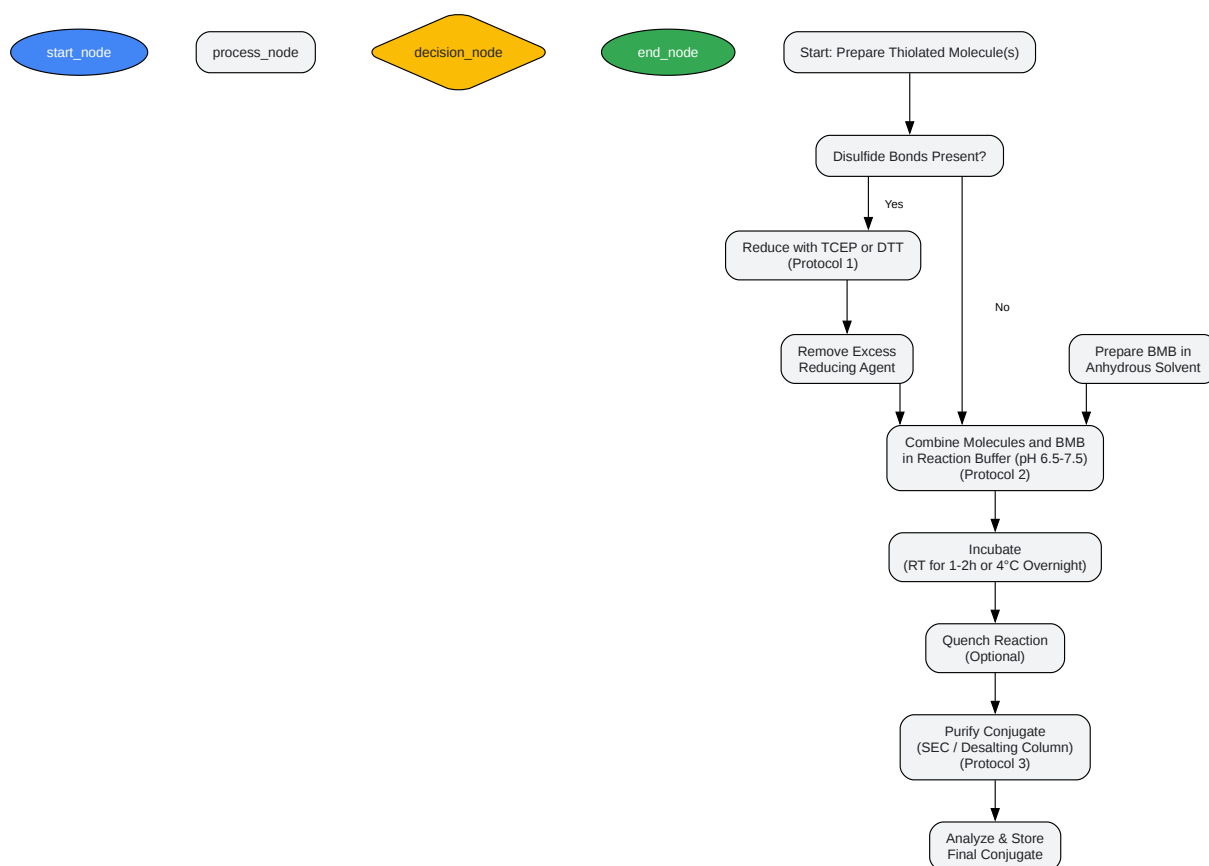 start_node
process_node
decision_node
end_node
Start: Prepare Thiolated Molecule(s)
Disulfide Bonds Present?
Yes
Reduce with TCEP or DTT
(Protocol 1)
No
Remove Excess
Reducing Agent
Prepare BMB in
Anhydrous Solvent
Combine Molecules and BMB
in Reaction Buffer (pH 6.5-7.5)
(Protocol 2)
Incubate
(RT for 1-2h or 4°C Overnight)
Quench Reaction
(Optional)
Purify Conjugate
(SEC / Desalting Column)
(Protocol 3)
Analyze & Store
Final Conjugate